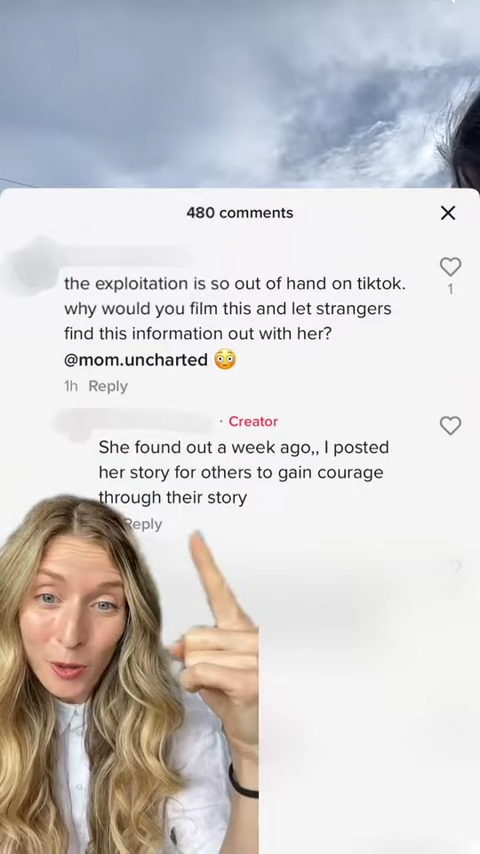 480 comments
the exploitation is so out of hand on tiktok.
why would you film this and let strangers
find this information out with her?
@mom.uncharted 😳
1
1h Reply
· Creator
She found out a week ago,, I posted
her story for others to gain courage
through their story
Reply